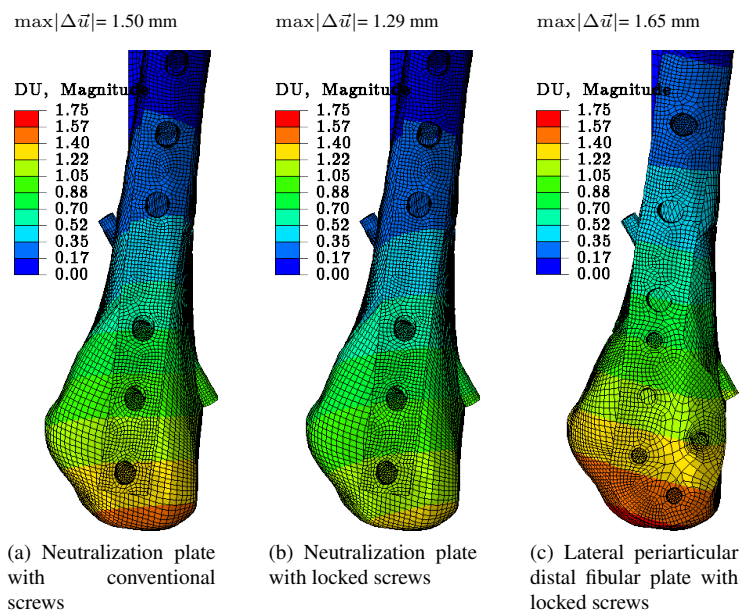 max|Δu⃗|= 1.50 mm
max|Δu⃗|= 1.29 mm
max|Δu⃗|= 1.65 mm
DU, Magnitude
1.75
1.57
1.40
1.22
1.05
0.88
0.70
0.52
0.35
0.17
0.00
DU, Magnitude
1.75
1.57
1.40
1.22
1.05
0.88
0.70
0.52
0.35
0.17
0.00
DU, Magnitude
1.75
1.57
1.40
1.22
1.05
0.88
0.70
0.52
0.35
0.17
0.00
(a) Neutralization plate
with conventional
screws
(b) Neutralization plate
with locked screws
(c) Lateral periarticular
distal fibular plate with
locked screws